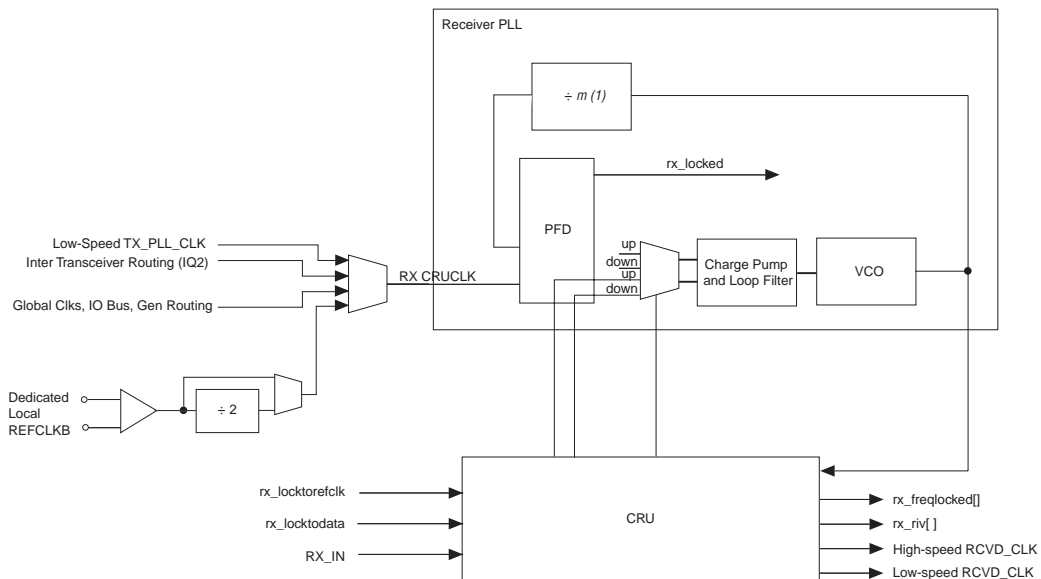 Receiver PLL
÷ m (1)
rx_locked
PFD
Low-Speed TX_PLL_CLK
Inter Transceiver Routing (IQ2)
Global Clks, IO Bus, Gen Routing
RX CRUCLK
up
down
up
down
Charge Pump
and Loop Filter
VCO
Dedicated
Local
REFCLKB
÷ 2
rx_locktorefclk
rx_locktodata
RX_IN
CRU
rx_freqlocked[]
rx_rlv[ ]
High-speed RCVD_CLK
Low-speed RCVD_CLK